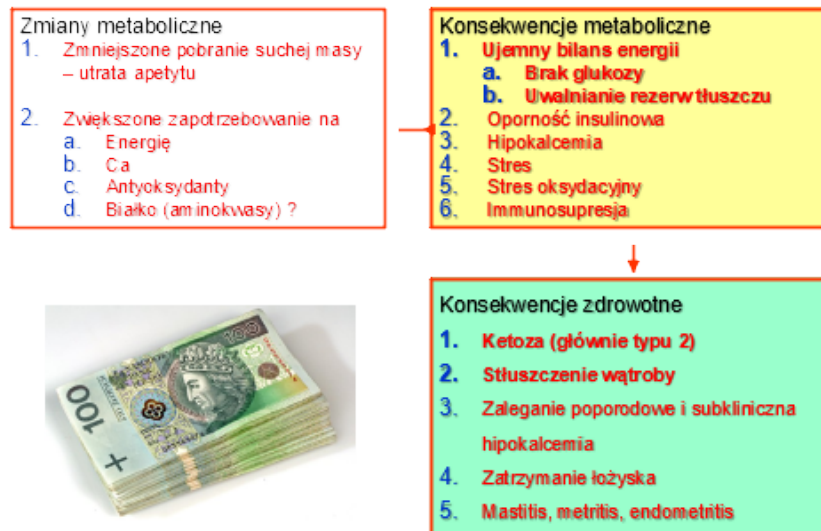 Zmiany metaboliczne
1. Zmniejszone pobranie suchej masy
– utrata apetytu
2. Zwiększone zapotrzebowanie na
a. Energię
b. Ca
c. Antyoksydanty
d. Białko (aminokwasy) ?
Konsekwencje metaboliczne
1. Ujemny bilans energii
a. Brak glukozy
b. Uwalnianie rezerw tłuszczu
2. Oporność insulinowa
3. Hipokalcemia
4. Stres
5. Stres oksydacyjny
6. Immunosupresja
Konsekwencje zdrowotne
1. Ketoza (głównie typu 2)
2. Stłuszczenie wątroby
3. Zaleganie poporodowe i subkliniczna
hipokalcemia
4. Zatrzymanie łożyska
5. Mastitis, metritis, endometritis
100
100